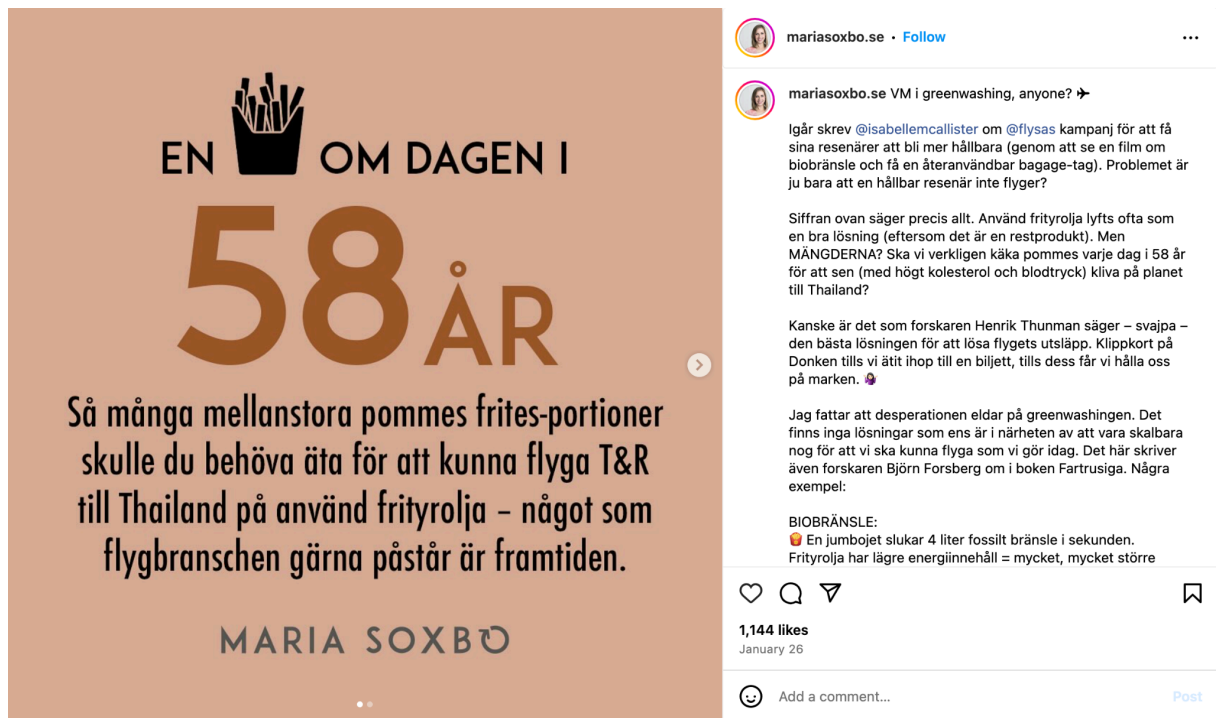 EN OM DAGEN I
58 ÅR
Så många mellanstora pommes frites-portioner
skulle du behöva äta för att kunna flyga T&R
till Thailand på använd frityrolja – något som
flygbranschen gärna påstår är framtiden.
MARIA SOXBO
mariasoxbo.se • Follow
mariasoxbo.se VM i greenwashing, anyone? ✈
Igår skrev @isabellemcallister om @flysas kampanj för att få
sina resenärer att bli mer hållbara (genom att se en film om
biobränsle och få en återanvändbar bagage-tag). Problemet är
ju bara att en hållbar resenär inte flyger?
Siffran ovan säger precis allt. Använd frityrolja lyfts ofta som
en bra lösning (eftersom det är en restprodukt). Men
MÄNGDERNA? Ska vi verkligen käka pommes varje dag i 58 år
för att sen (med högt kolesterol och blodtryck) kliva på planet
till Thailand?
Kanske är det som forskaren Henrik Thunman säger – svajpa –
den bästa lösningen för att lösa flygets utsläpp. Klippkort på
Donken tills vi ätit ihop till en biljett, tills dess får vi hålla oss
på marken. 🤷🏻‍♀️
Jag fattar att desperationen eldar på greenwashingen. Det
finns inga lösningar som ens är i närheten av att vara skalbara
nog för att vi ska kunna flyga som vi gör idag. Det här skriver
även forskaren Björn Forsberg om i boken Fartrusiga. Några
exempel:
BIOBRÄNSLE:
🍟 En jumbojet slukar 4 liter fossilt bränsle i sekunden.
Frityrolja har lägre energiinnehåll = mycket, mycket större
1,144 likes
January 26
Add a comment...
Post